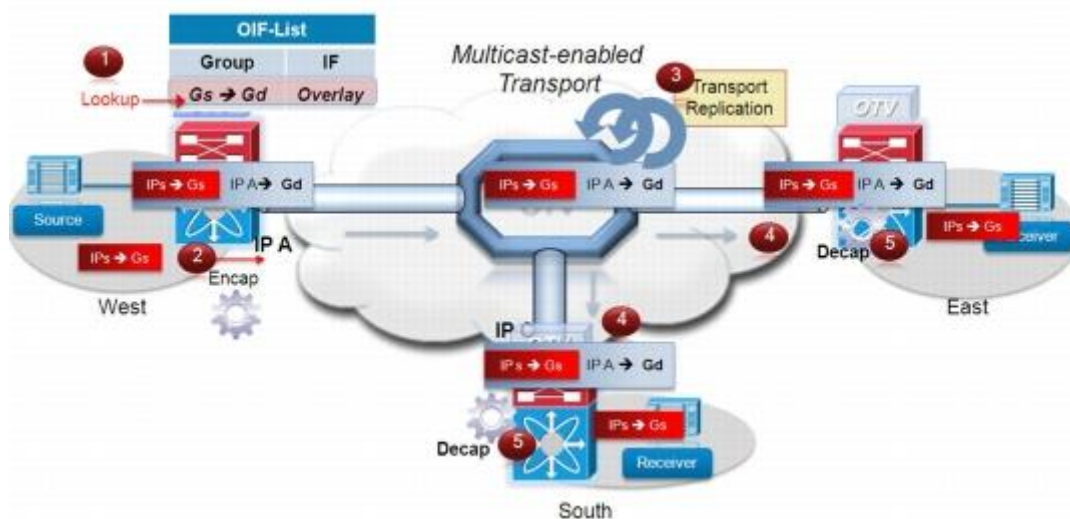 OIF-List
Group IF
Gs → Gd Overlay
1
Lookup
Multicast-enabled
Transport
3
Transport
Replication
OTV
IPs → Gs IP A → Gd
IPs → Gs IP A → Gd
IPs → Gs IP A → Gd
Source
IPs → Gs
2
IP A
Encap
West
4
Decap
5
IPs → Gs
East
IP C
4
IPs → Gs IP A → Gd
Decap
5
IPs → Gs
Receiver
South